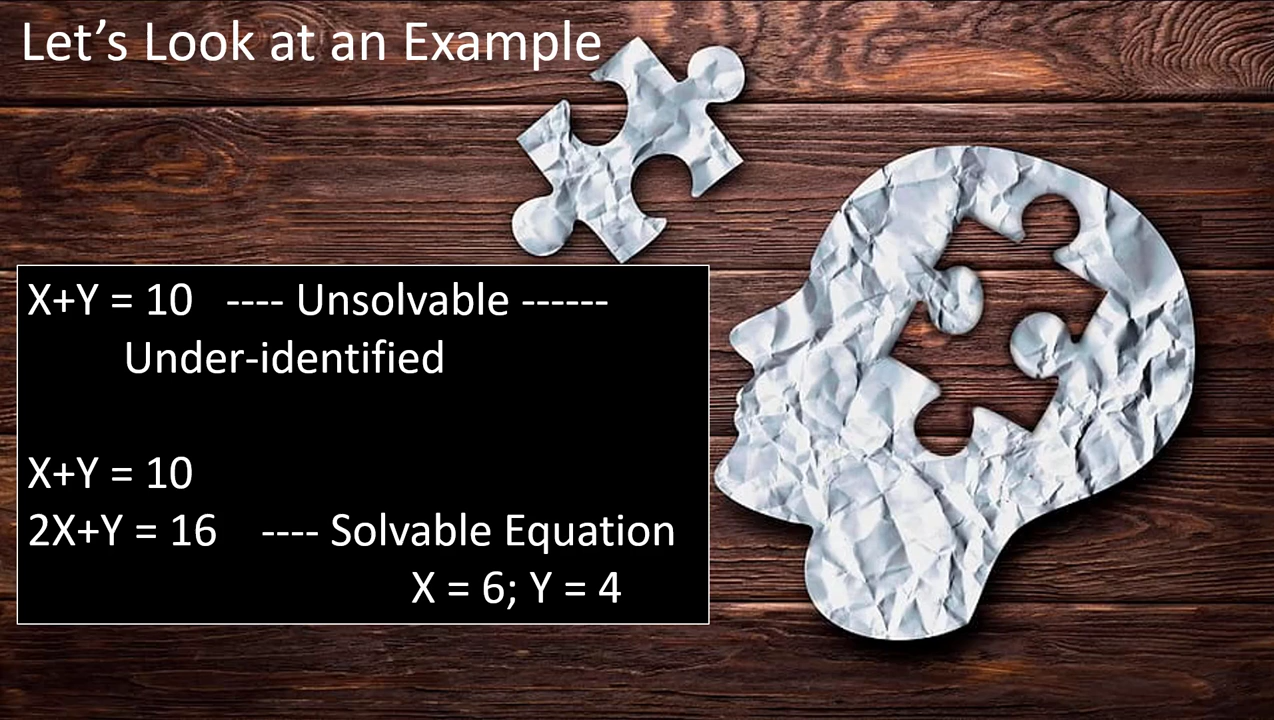 Let’s Look at an Example
X+Y = 10 ---- Unsolvable ------
Under-identified
X+Y = 10
2X+Y = 16 ---- Solvable Equation
X = 6; Y = 4